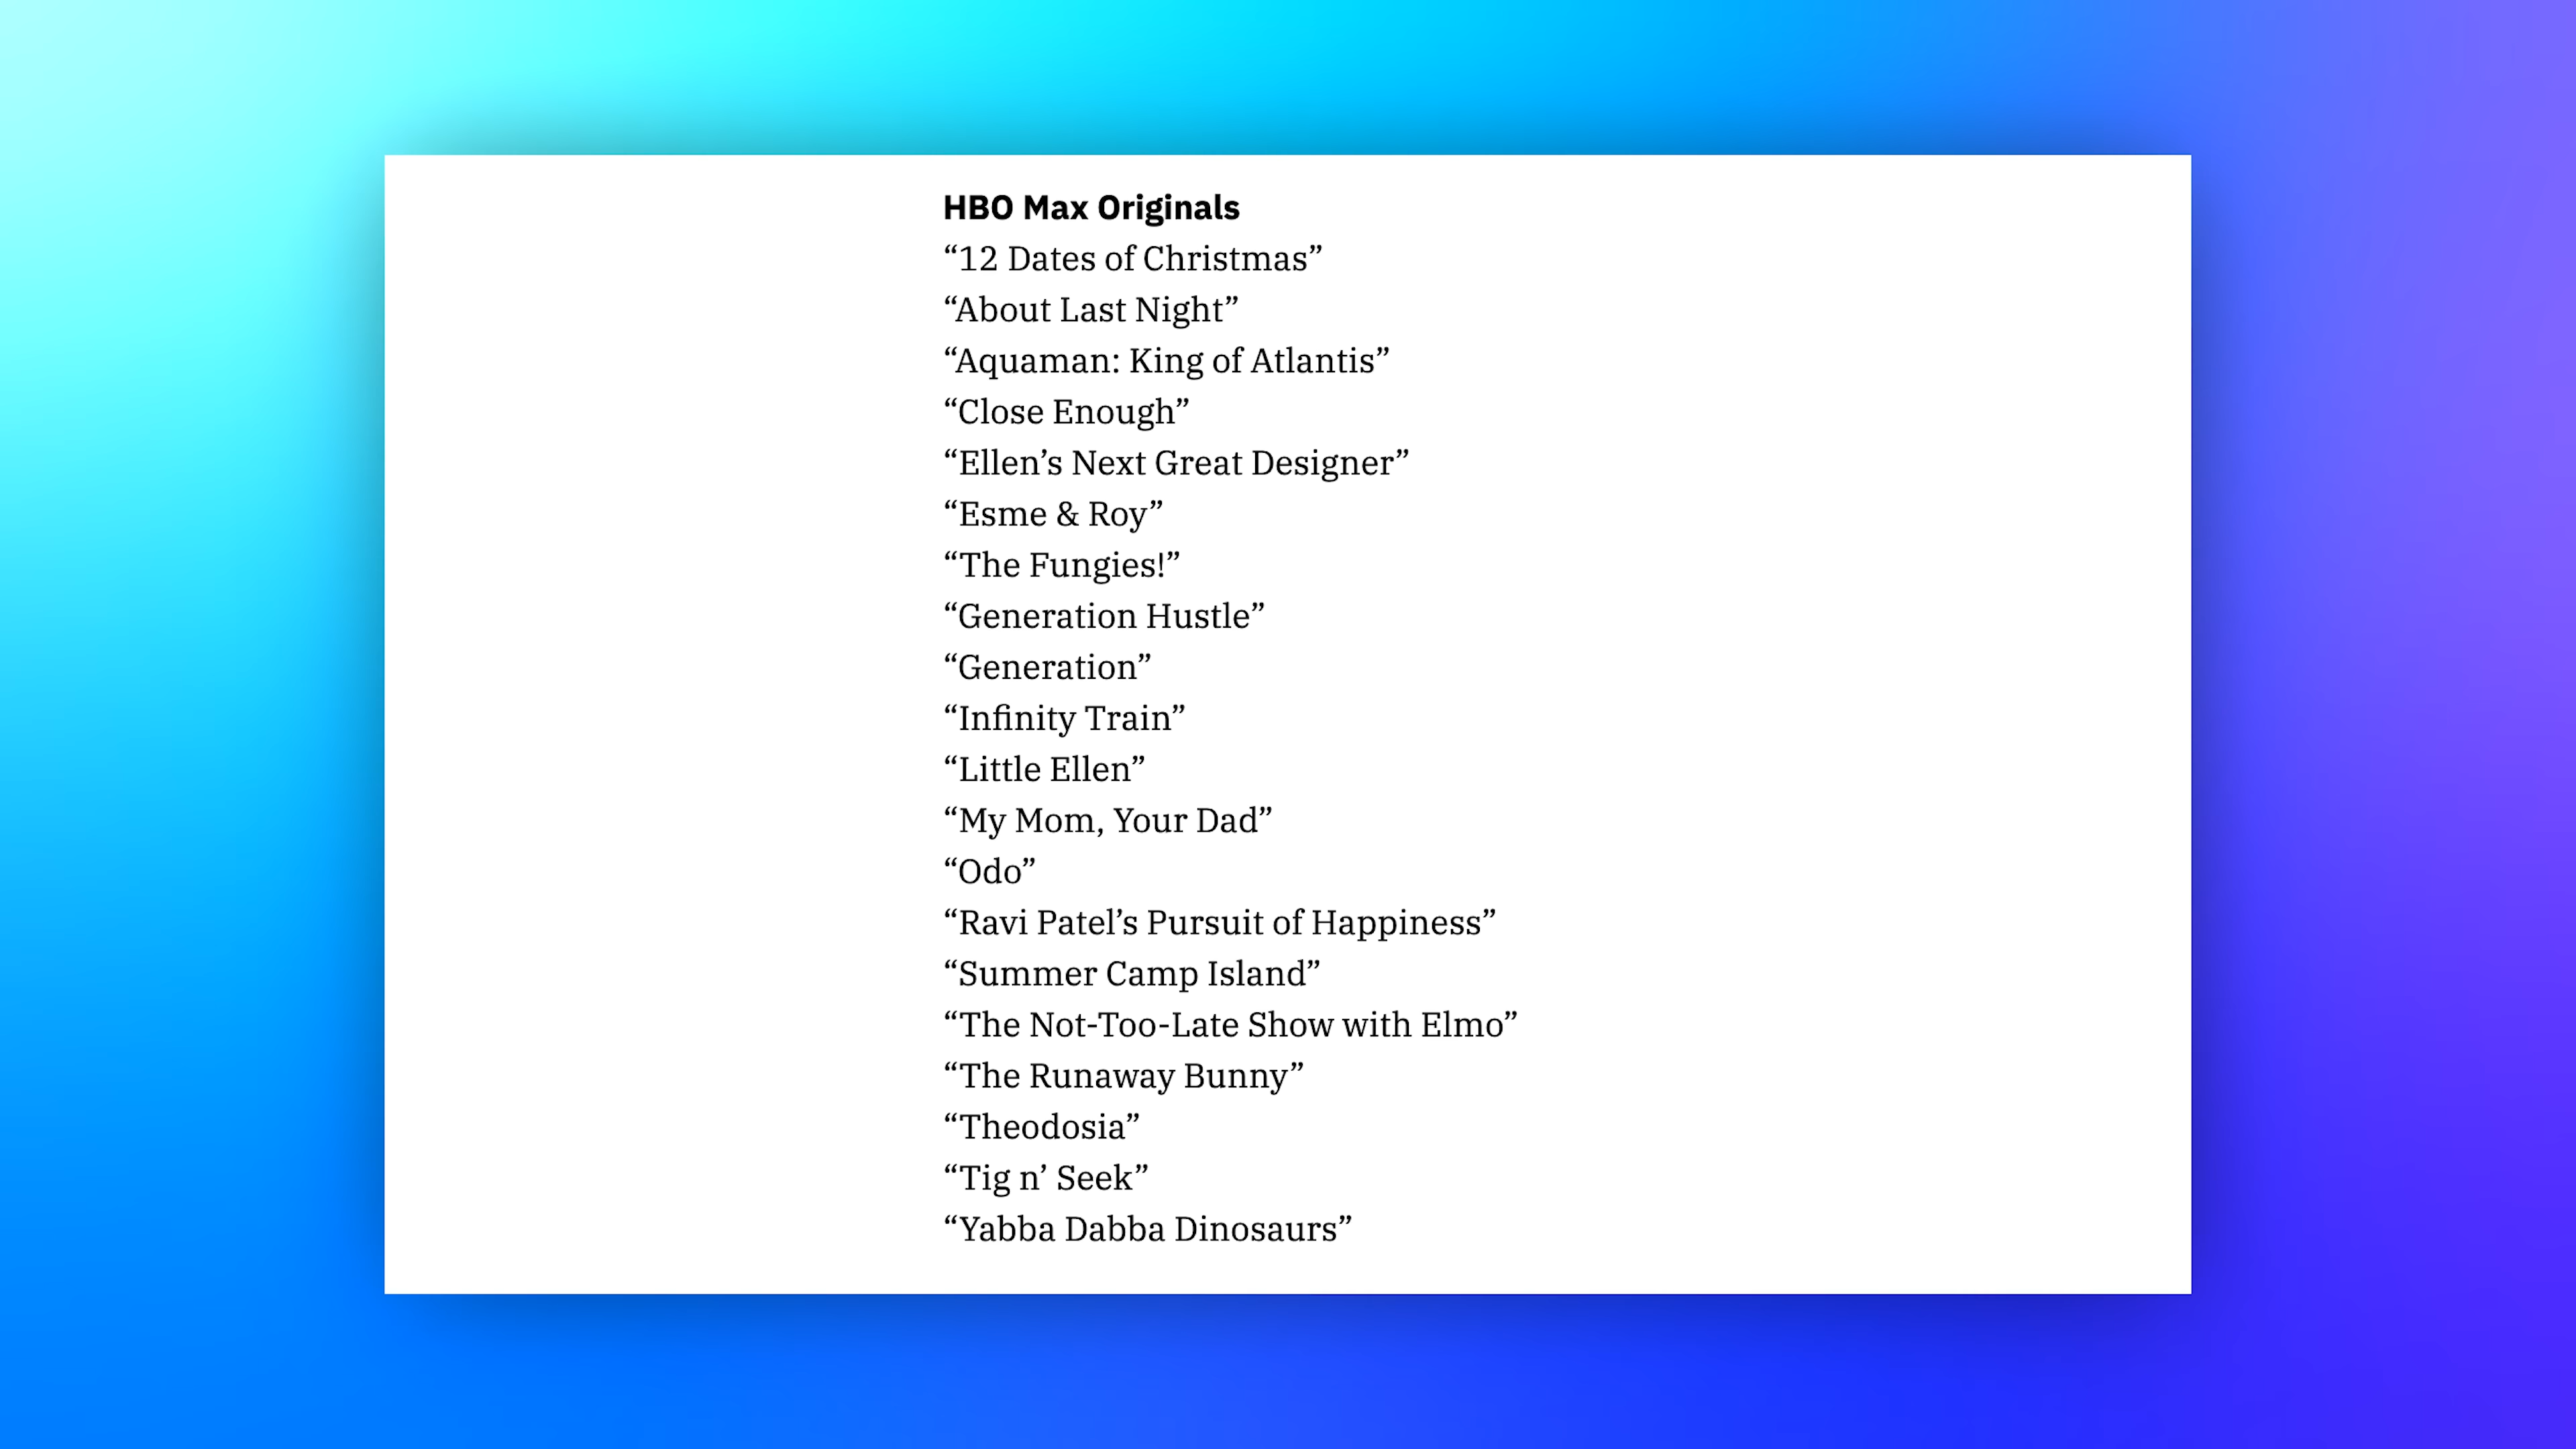 HBO Max Originals
“12 Dates of Christmas”
“About Last Night”
“Aquaman: King of Atlantis”
“Close Enough”
“Ellen’s Next Great Designer”
“Esme & Roy”
“The Fungies!”
“Generation Hustle”
“Generation”
“Infinity Train”
“Little Ellen”
“My Mom, Your Dad”
“Odo”
“Ravi Patel’s Pursuit of Happiness”
“Summer Camp Island”
“The Not-Too-Late Show with Elmo”
“The Runaway Bunny”
“Theodosia”
“Tig n’ Seek”
“Yabba Dabba Dinosaurs”